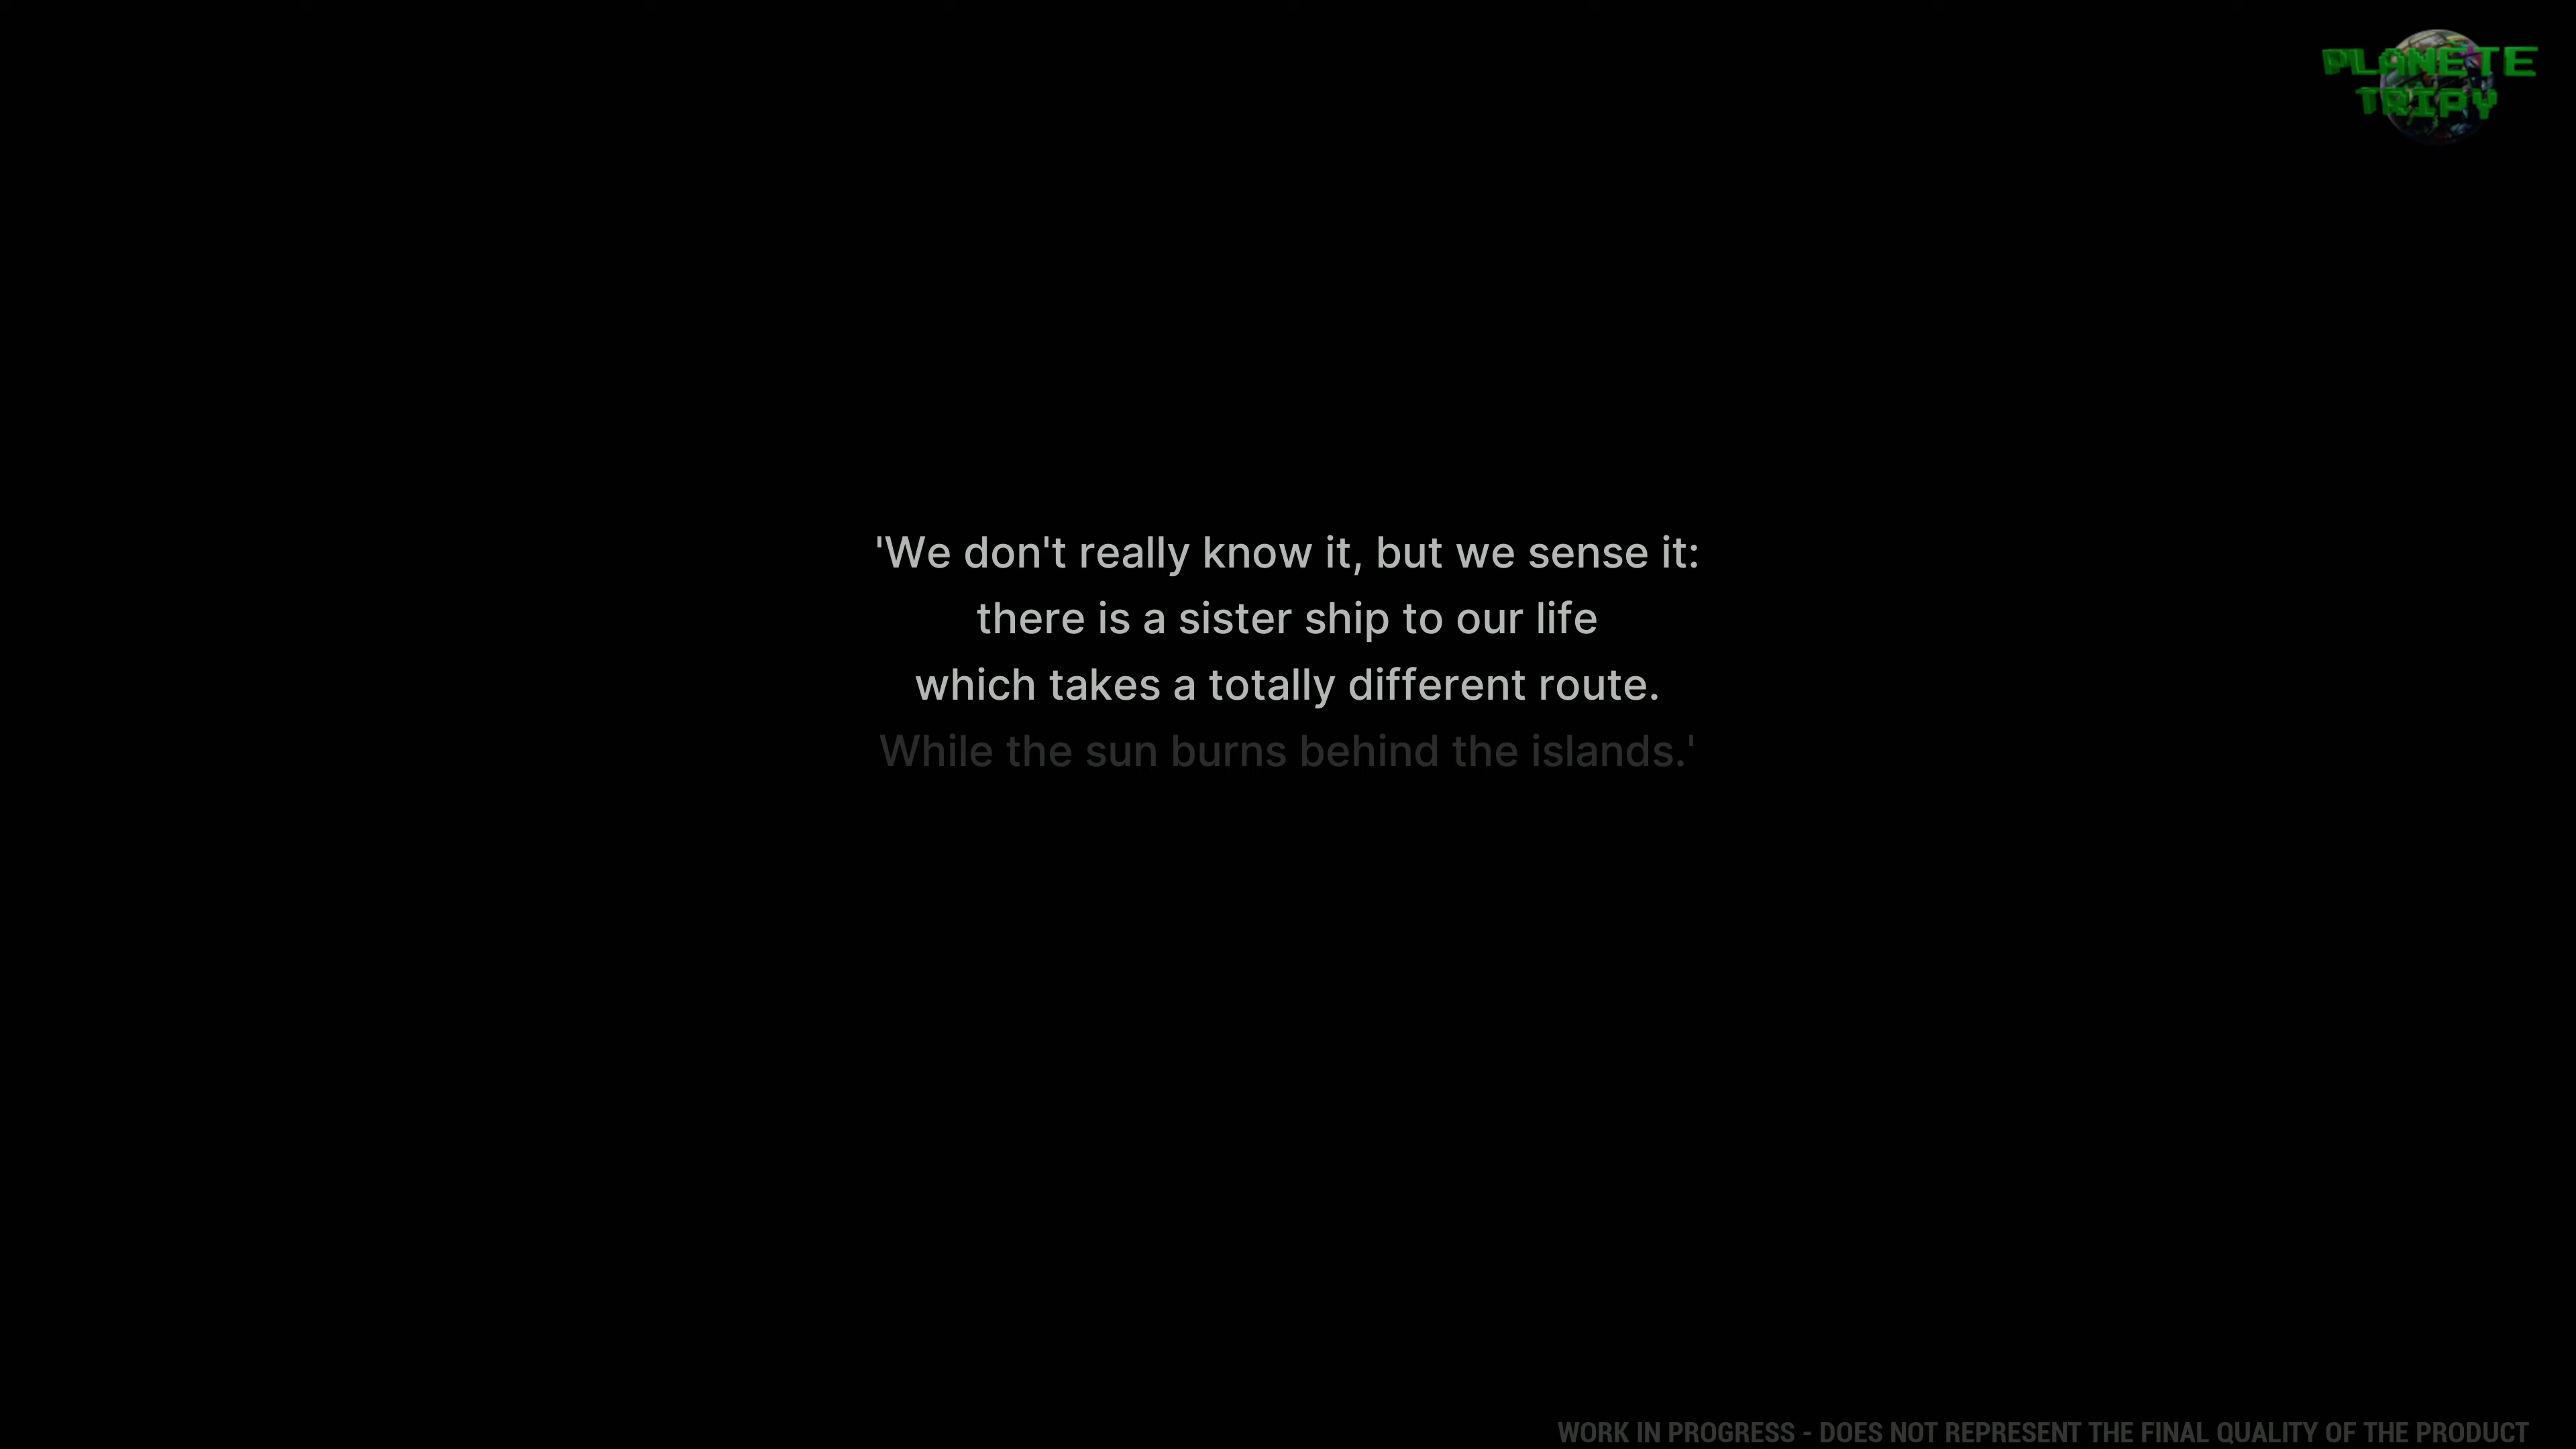 PLANETE
TRIPY
'We don't really know it, but we sense it:
there is a sister ship to our life
which takes a totally different route.
While the sun burns behind the islands.'
WORK IN PROGRESS - DOES NOT REPRESENT THE FINAL QUALITY OF THE PRODUCT